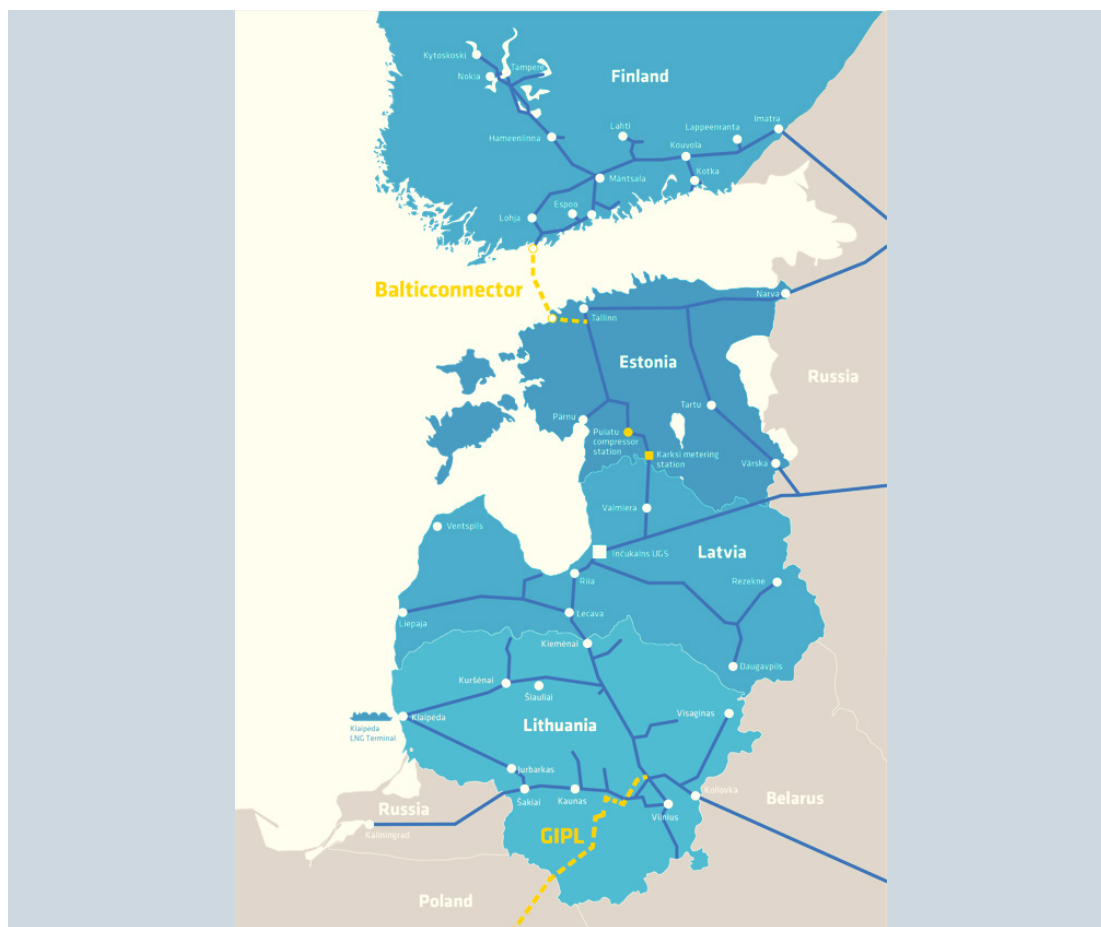 Kytoskoski
Tampere
Nokia
Finland
Hameenlinna
Lahti
Lappeenranta
Imatra
Kouvola
Mäntsala
Kotka
Espoo
Lohja
Balticconnector
Narva
Tallinn
Estonia
Russia
Tartu
Pärnu
Puiatu
compressor
station
Karksi metering
station
Värska
Valmiera
Ventspils
Inčukalns UGS
Latvia
Riia
Rezekne
Lecava
Liepaja
Kiemėnai
Daugavpils
Kuršėnai
Šiauliai
Klaipėda
Visaginas
Lithuania
Klaipėda
LNG Terminal
Jurbarkas
Šakiai
Kaunas
Kotlovka
Belarus
Russia
Vilnius
Kaliningrad
GIPL
Poland